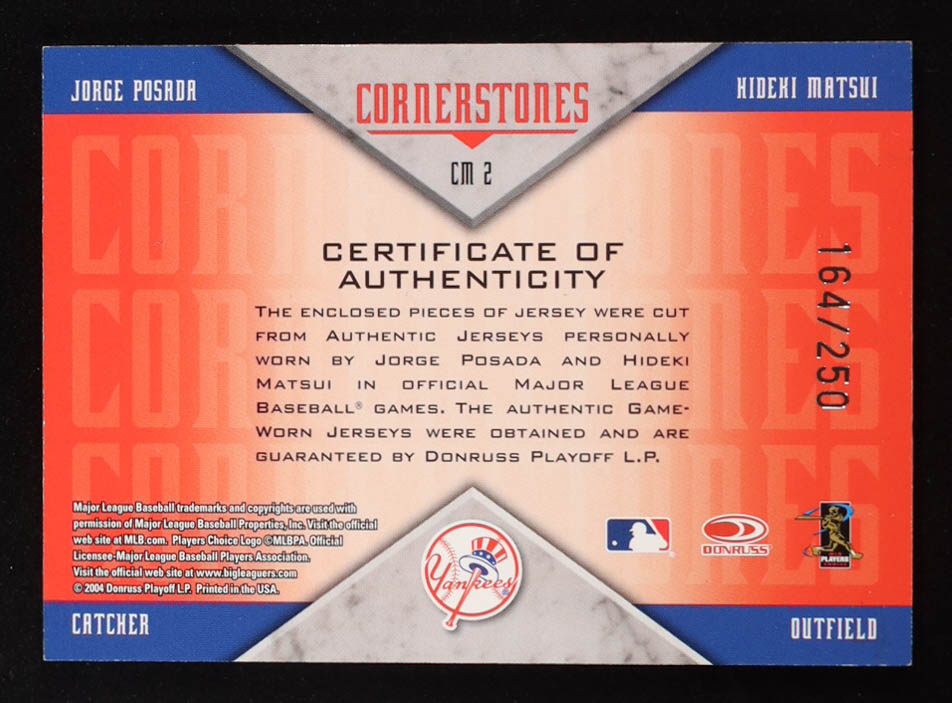 JORGE POSADA
CORNERSTONES
HIDEKI MATSUI
CM 2
CORNERSTONES
CERTIFICATE OF
AUTHENTICITY
THE ENCLOSED PIECES OF JERSEY WERE CUT
FROM AUTHENTIC JERSEYS PERSONALLY
WORN BY JORGE POSADA AND HIDEKI
MATSUI IN OFFICIAL MAJOR LEAGUE
BASEBALL® GAMES. THE AUTHENTIC GAME-
WORN JERSEYS WERE OBTAINED AND ARE
GUARANTEED BY DONRUSS PLAYOFF L.P.
164/250
CORNERSTONES
CORNERSTONES
Major League Baseball trademarks and copyrights are used with
permission of Major League Baseball Properties, Inc. Visit the official
web site at MLB.com. Players Choice Logo ©MLBPA. Official
Licensee-Major League Baseball Players Association.
Visit the official web site at www.bigleaguers.com
© 2004 Donruss Playoff L.P. Printed in the USA.
Yankees
DONRUSS
PLAYERS
CHOICE
CATCHER
OUTFIELD